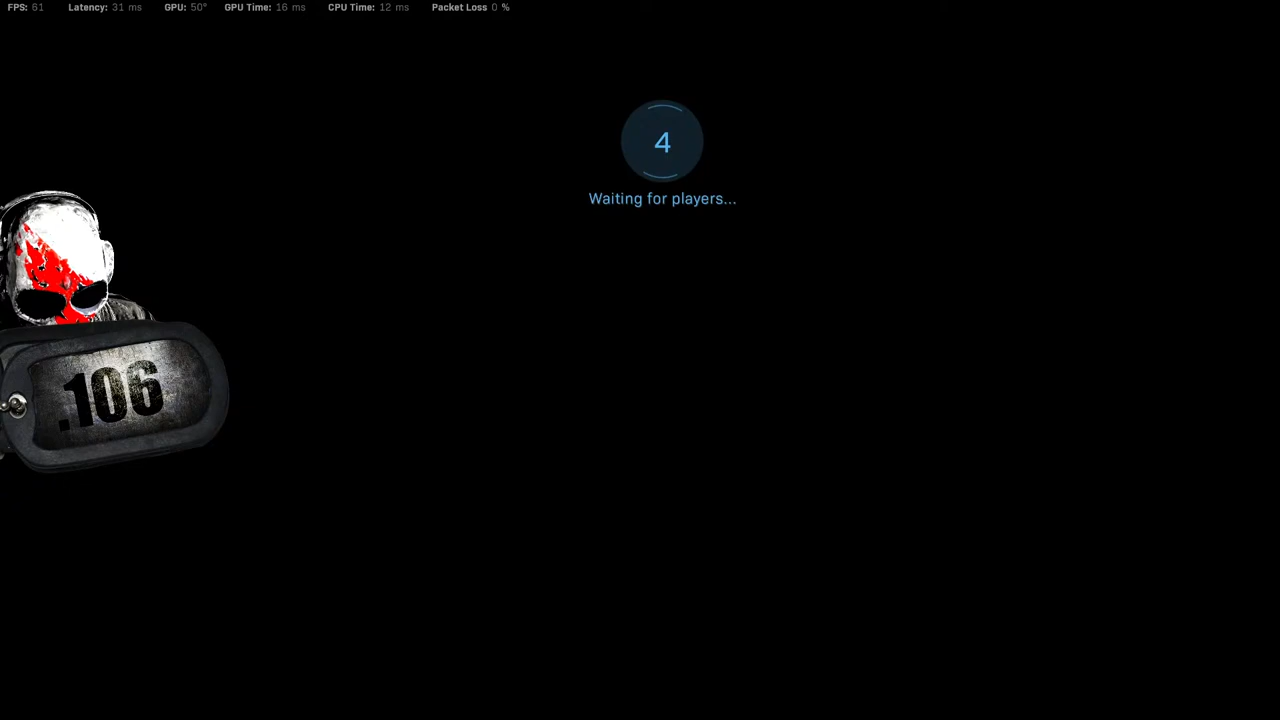 FPS: 61 Latency: 31 ms GPU: 50° GPU Time: 16 ms CPU Time: 12 ms Packet Loss 0 %
4
Waiting for players...
.106